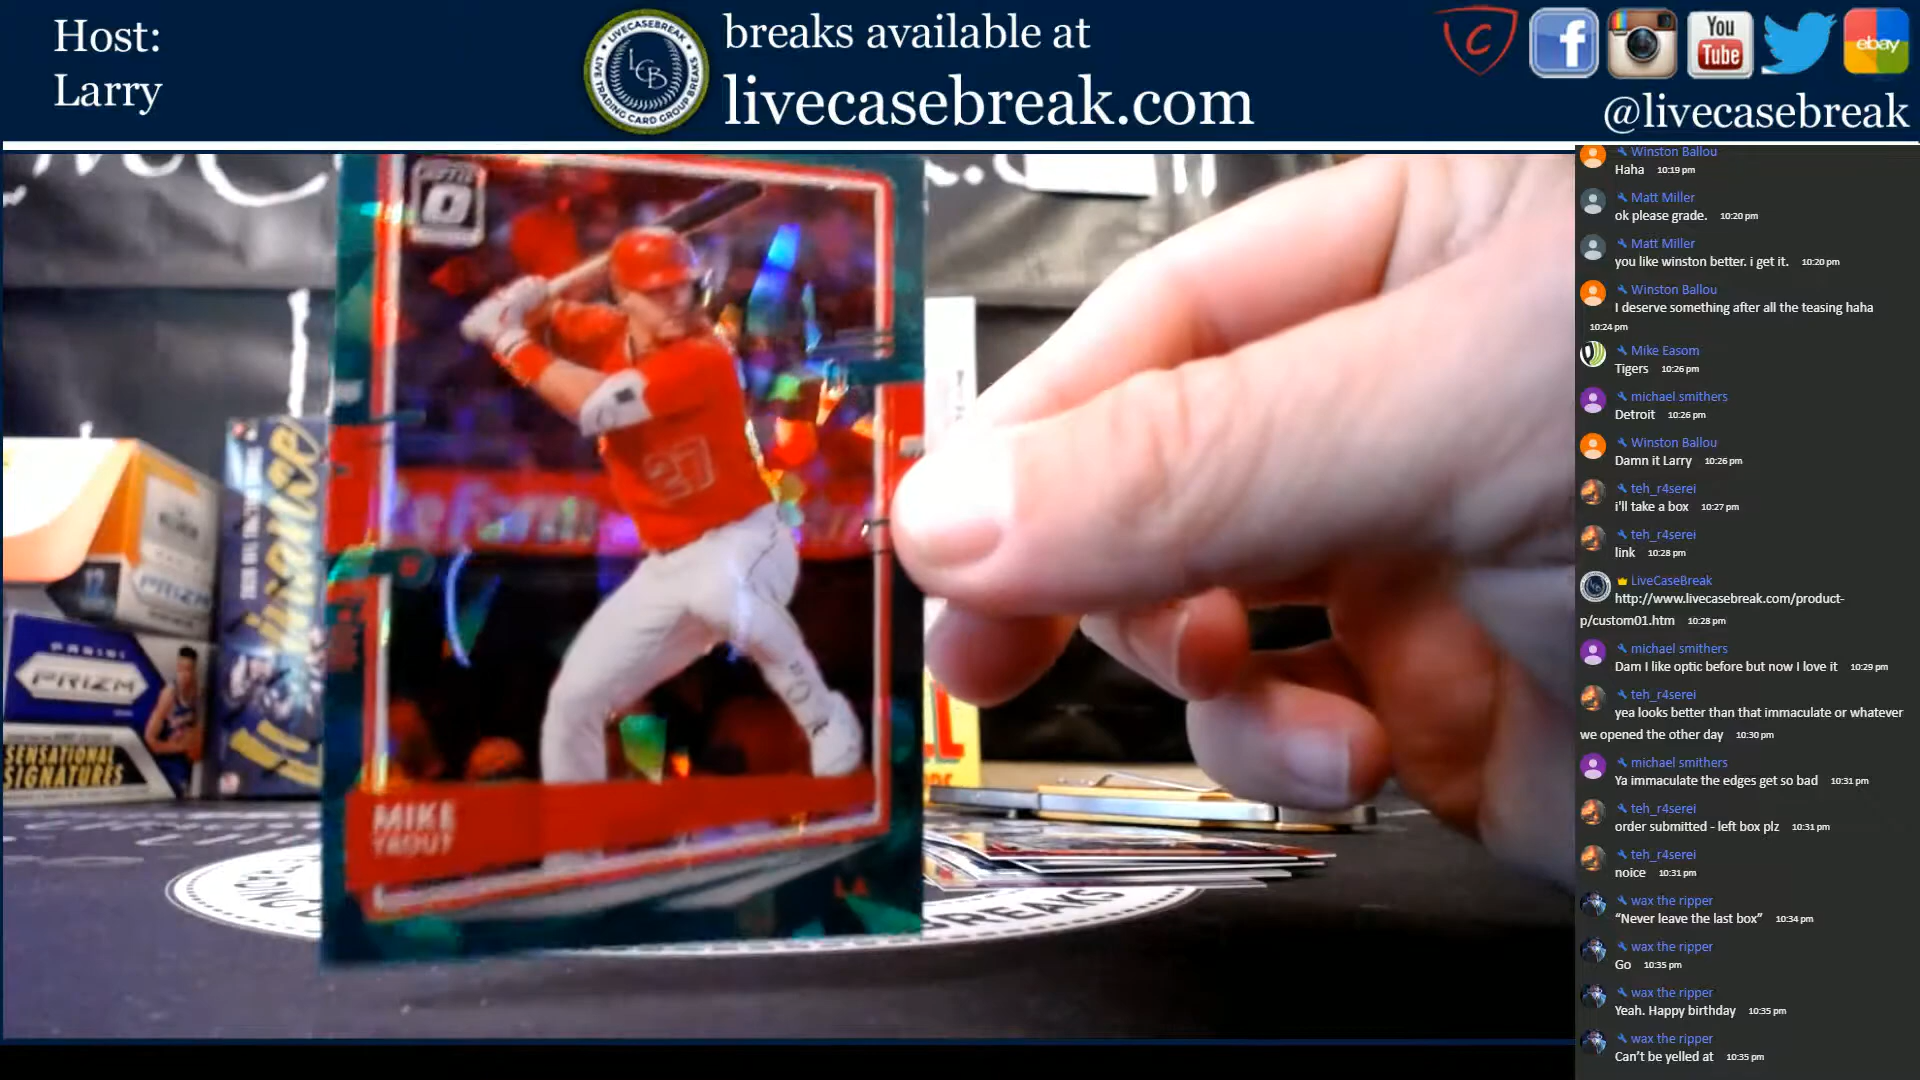 Host:
Larry
LIVECASEBREAK
LCB
LIVE TRADING CARD GROUP BREAKS
breaks available at
livecasebreak.com
C
f
You
Tube
ebay
@livecasebreak
OPTIC
27
MIKE
TROUT
LA
PANINI
PRIZM
SENSATIONAL
SIGNATURES
PRIZM
BREAKS
Winston Ballou
Haha 10:19 pm
Matt Miller
ok please grade. 10:20 pm
Matt Miller
you like winston better. i get it. 10:20 pm
Winston Ballou
I deserve something after all the teasing haha
10:24 pm
Mike Easom
Tigers 10:26 pm
michael smithers
Detroit 10:26 pm
Winston Ballou
Damn it Larry 10:26 pm
teh_r4serei
i'll take a box 10:27 pm
teh_r4serei
link 10:28 pm
LiveCaseBreak
http://www.livecasebreak.com/product-
p/custom01.htm 10:28 pm
michael smithers
Dam I like optic before but now I love it 10:29 pm
teh_r4serei
yea looks better than that immaculate or whatever
we opened the other day 10:30 pm
michael smithers
Ya immaculate the edges get so bad 10:31 pm
teh_r4serei
order submitted - left box plz 10:31 pm
teh_r4serei
noice 10:31 pm
wax the ripper
“Never leave the last box” 10:34 pm
wax the ripper
Go 10:35 pm
wax the ripper
Yeah. Happy birthday 10:35 pm
wax the ripper
Can’t be yelled at 10:35 pm